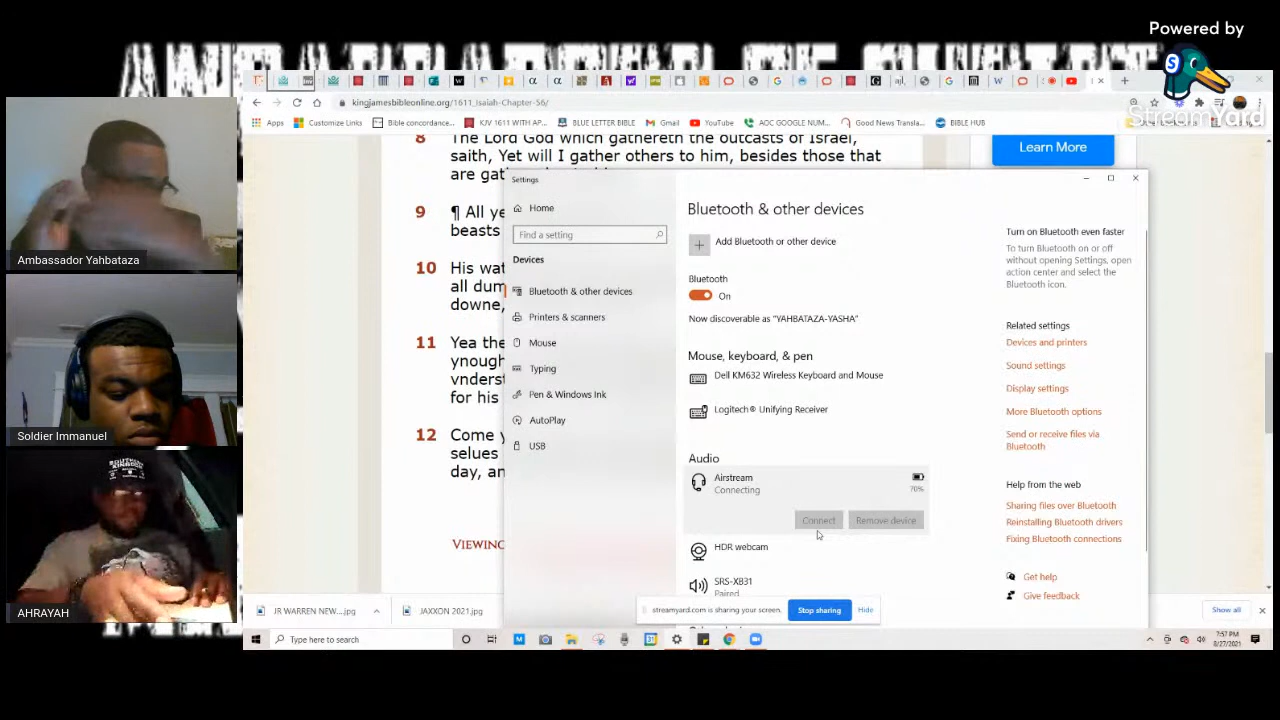 Powered by
StreamYard
kingjamesbibleonline.org/1611_Isaiah-Chapter-56/
Apps
Customize Links
Bible concordance...
KJV 1611 WITH AP...
BLUE LETTER BIBLE
Gmail
YouTube
AOC GOOGLE NUM...
Good News Transla...
BIBLE HUB
8 The Lord God which gathereth the outcasts of Israel,
saith, Yet will I gather others to him, besides those that
are gat
Learn More
9 ¶ All ye
beasts
10 His wat
all dum
downe,
11 Yea the
ynough
vnderst
for his
12 Come y
selues
day, an
VIEWING
Settings
Home
Find a setting
Devices
Bluetooth & other devices
Printers & scanners
Mouse
Typing
Pen & Windows Ink
AutoPlay
USB
Bluetooth & other devices
Add Bluetooth or other device
Bluetooth
On
Now discoverable as "YAHBATAZA-YASHA"
Mouse, keyboard, & pen
Dell KM632 Wireless Keyboard and Mouse
Logitech® Unifying Receiver
Audio
Airstream
Connecting
70%
Connect
Remove device
HDR webcam
SRS-XB31
Paired
Turn on Bluetooth even faster
To turn Bluetooth on or off
without opening Settings, open
action center and select the
Bluetooth icon.
Related settings
Devices and printers
Sound settings
Display settings
More Bluetooth options
Send or receive files via
Bluetooth
Help from the web
Sharing files over Bluetooth
Reinstalling Bluetooth drivers
Fixing Bluetooth connections
Get help
Give feedback
streamyard.com is sharing your screen.
Stop sharing
Hide
JR WARREN NEW....jpg
JAXXON 2021.jpg
Show all
Type here to search
7:57 PM
8/27/2021
Ambassador Yahbataza
Soldier Immanuel
AHRAYAH